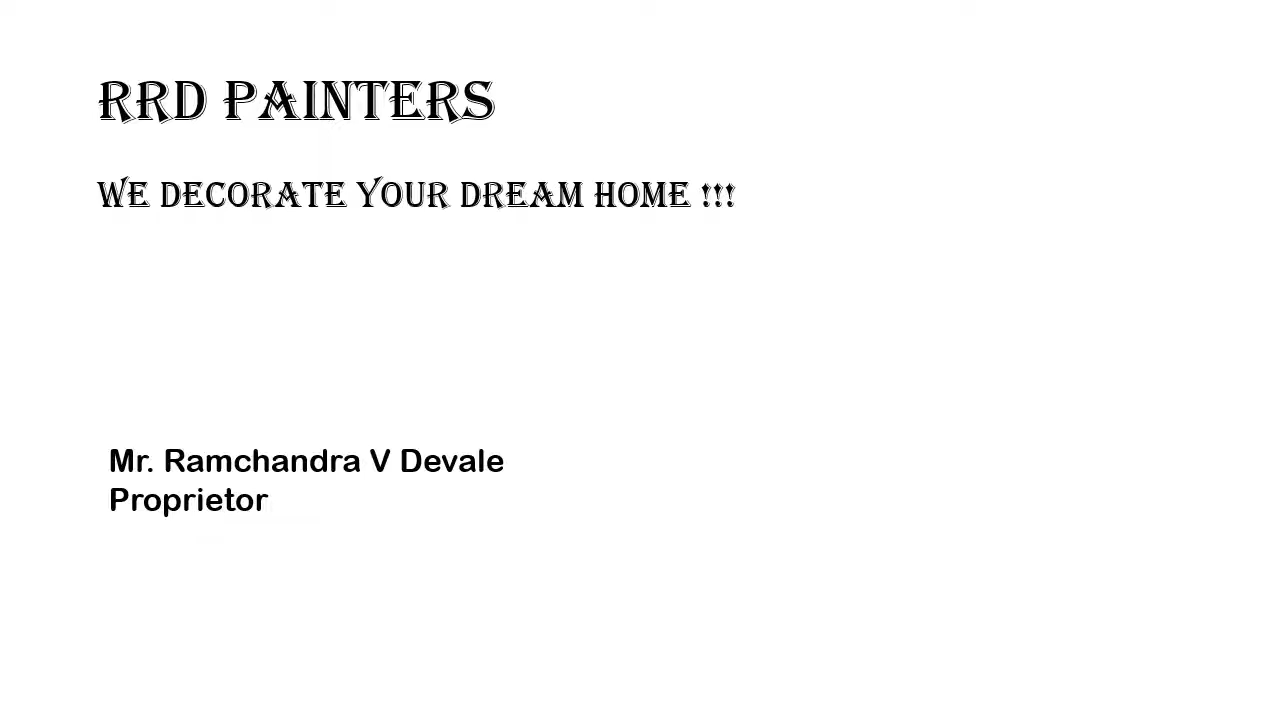 RRD PAINTERS
WE DECORATE YOUR DREAM HOME !!!
Mr. Ramchandra V Devale
Proprietor